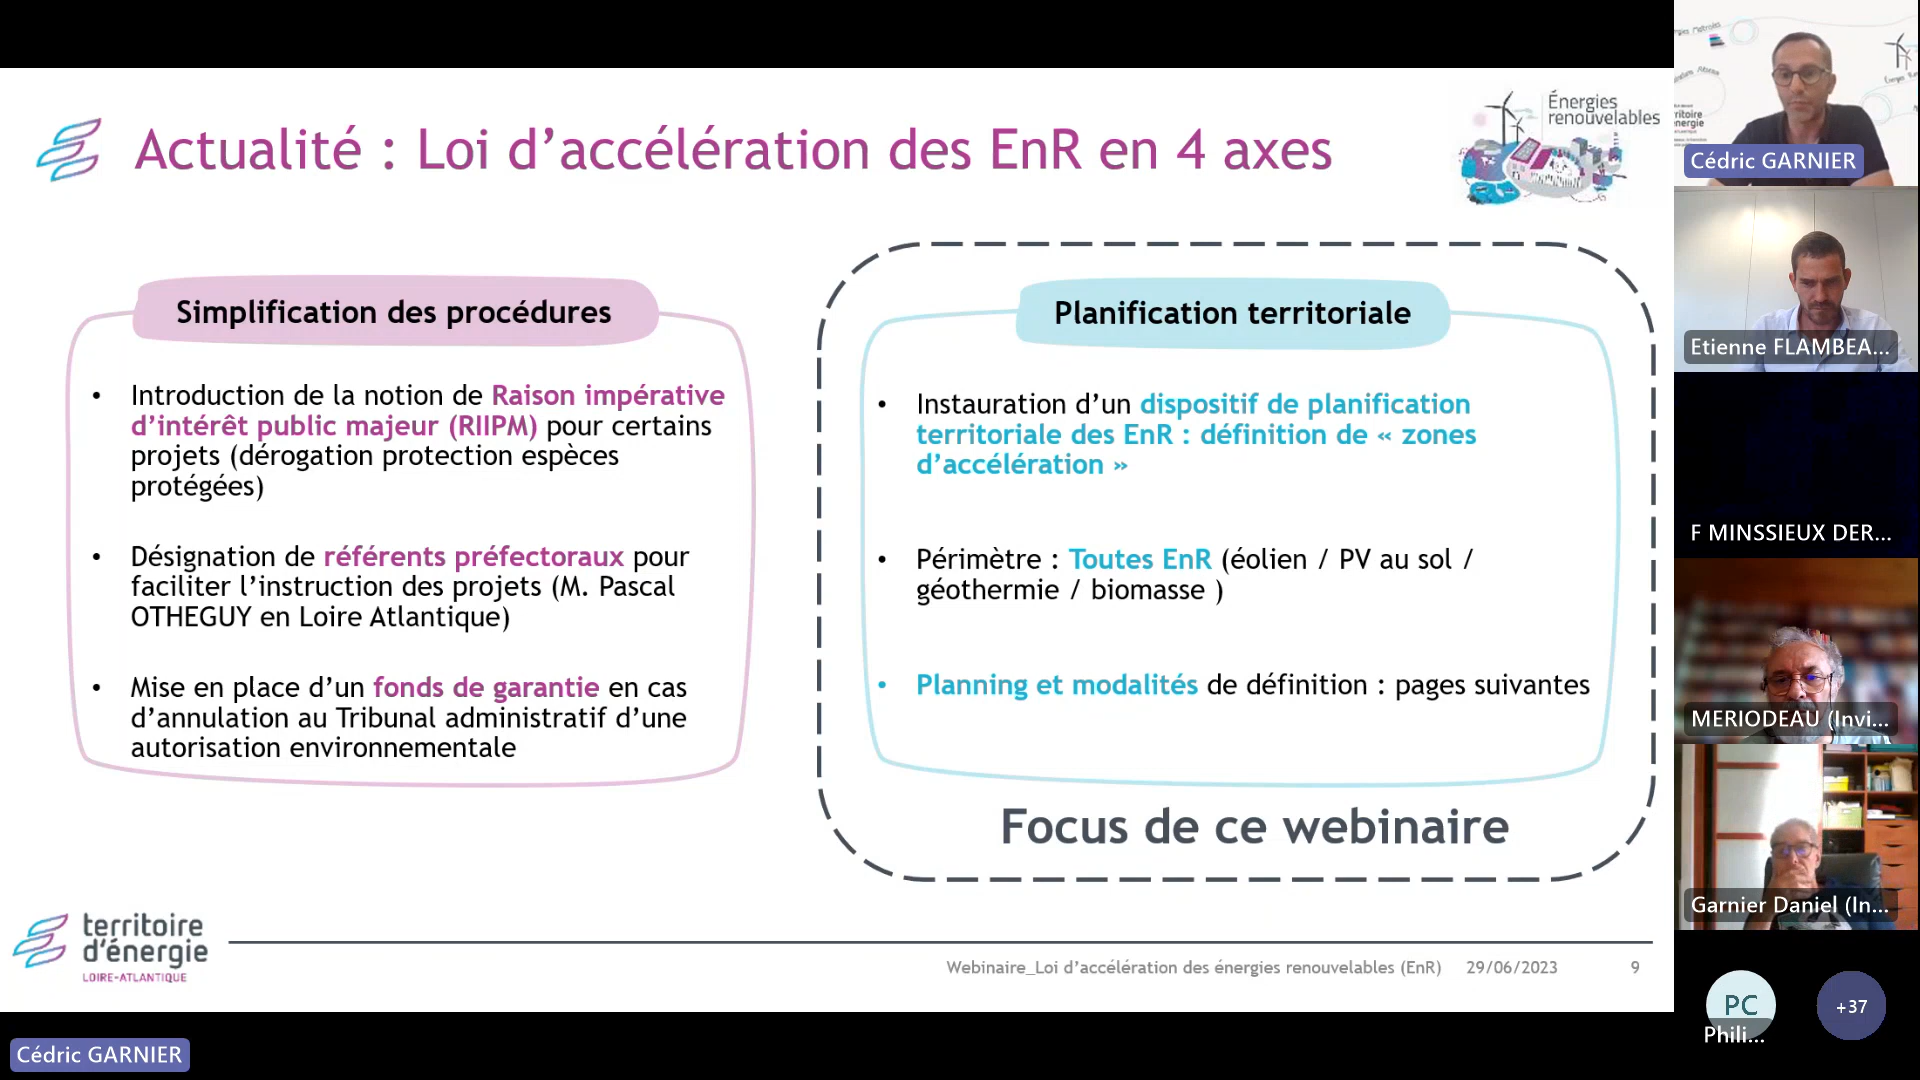 Actualité : Loi d’accélération des EnR en 4 axes
Énergies
renouvelables
Simplification des procédures
• Introduction de la notion de Raison impérative
d’intérêt public majeur (RIIPM) pour certains
projets (dérogation protection espèces
protégées)
• Désignation de référents préfectoraux pour
faciliter l’instruction des projets (M. Pascal
OTHEGUY en Loire Atlantique)
• Mise en place d’un fonds de garantie en cas
d’annulation au Tribunal administratif d’une
autorisation environnementale
Planification territoriale
• Instauration d’un dispositif de planification
territoriale des EnR : définition de « zones
d’accélération »
• Périmètre : Toutes EnR (éolien / PV au sol /
géothermie / biomasse )
• Planning et modalités de définition : pages suivantes
Focus de ce webinaire
territoire
d’énergie
LOIRE-ATLANTIQUE
Webinaire_Loi d’accélération des énergies renouvelables (EnR) 29/06/2023 9
Cédric GARNIER
Cédric GARNIER
Etienne FLAMBEA...
F MINSSIEUX DER...
MERIODEAU (Invi...
Garnier Daniel (In...
PC
Phili...
+37